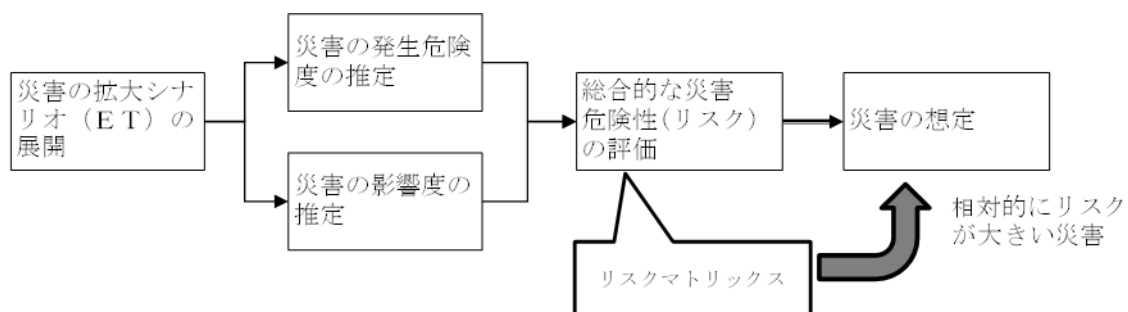 災害の拡大シナ
リオ（ＥＴ）の
展開
災害の発生危険
度の推定
災害の影響度の
推定
総合的な災害
危険性(リスク)
の評価
災害の想定
リスクマトリックス
相対的にリスク
が大きい災害